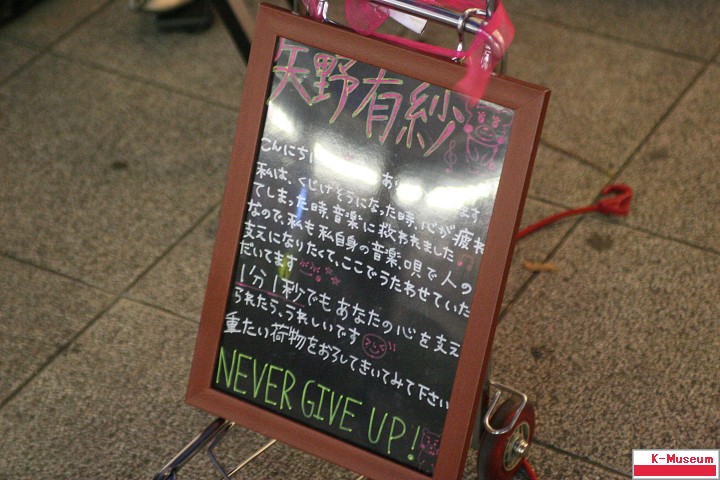 矢野有紗
こんにちは
私は、くじけそうになった時、心が疲れ
てしまった時、音楽に救われました
なので、私も私自身の音楽、唄で人の
支えになりたくて、ここでうたわせていた
だいてます
1分1秒でもあなたの心を支え
られたら、うれしいです
重たい荷物をおろしてきいてみて下さい
NEVER GIVE UP!
K-Museum